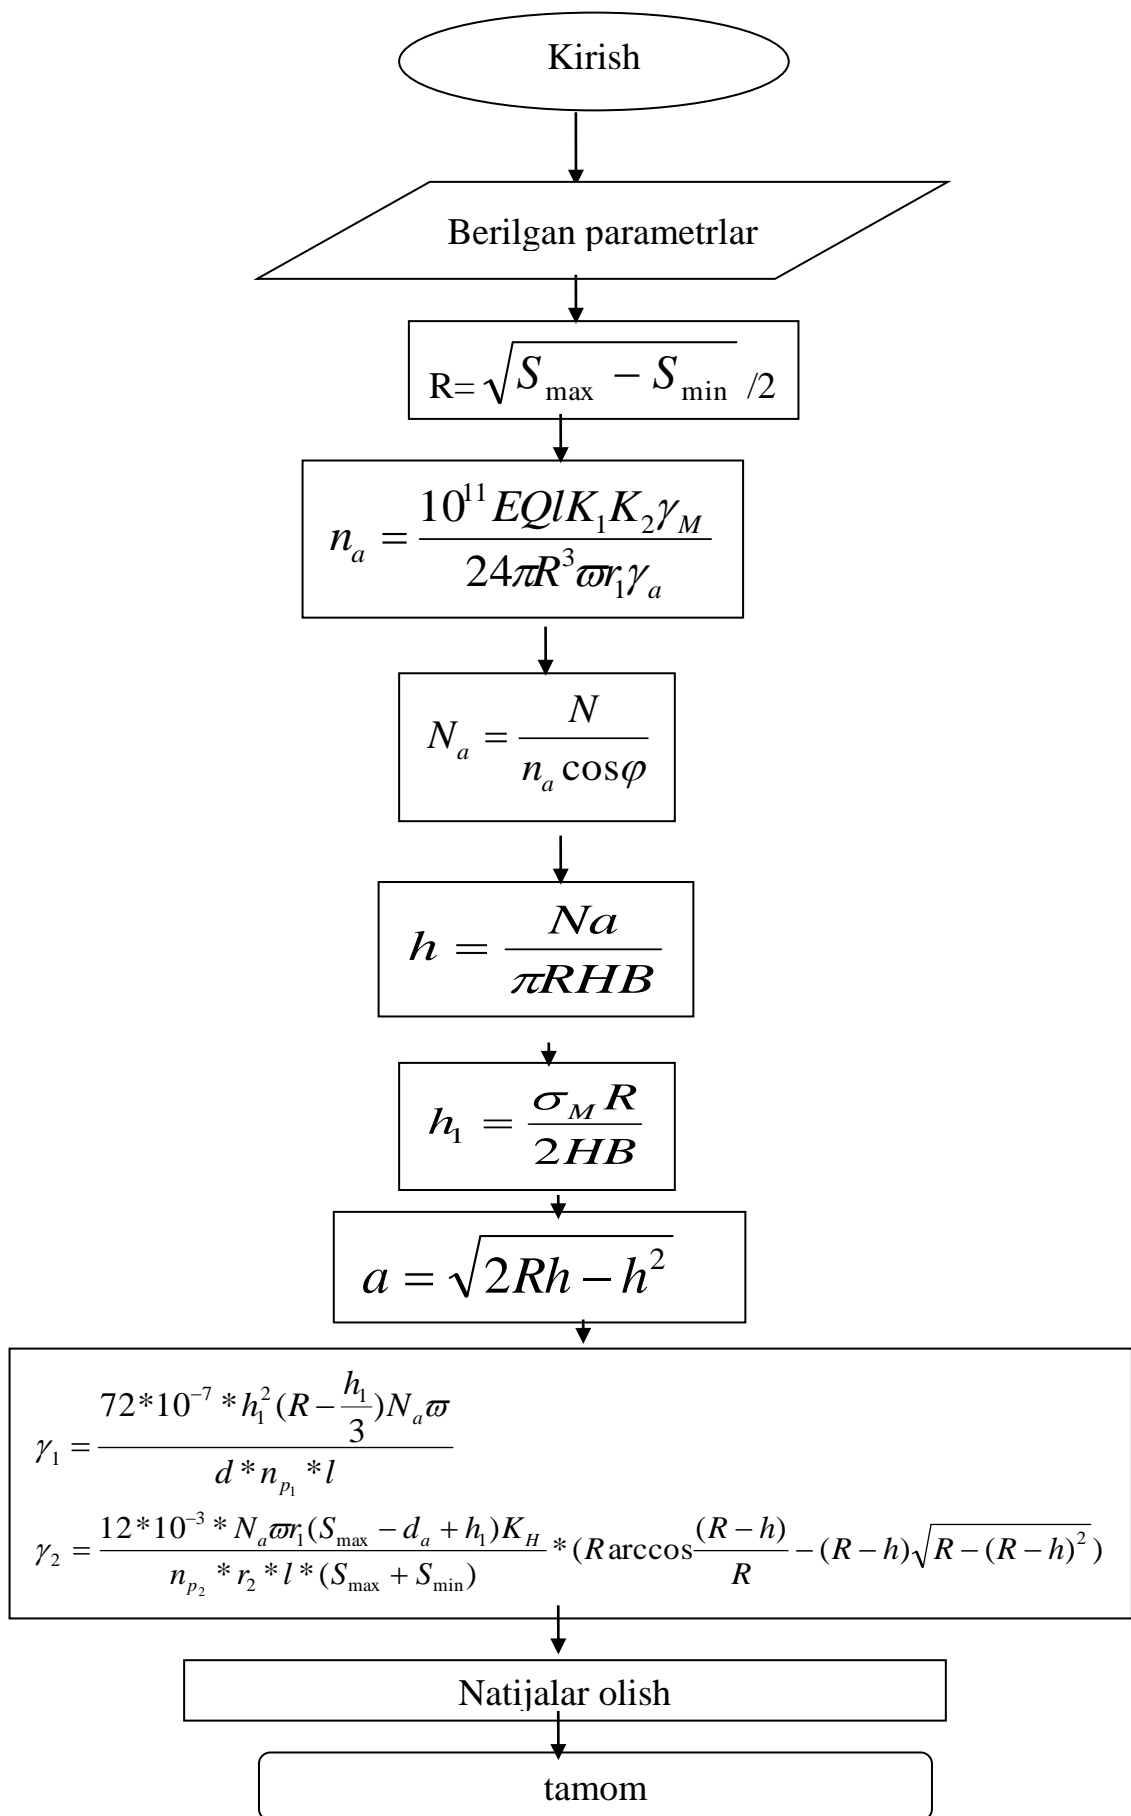 Kirish
Berilgan parametrlar
R= √(S_max − S_min) /2
n_a = (10^11 EQlK_1K_2γ_M) / (24πR^3ϖr_1γ_a)
N_a = N / (n_a cosφ)
h = Na / (πRHB)
h_1 = (σ_M R) / (2HB)
a = √(2Rh − h^2)
γ_1 = (72*10^−7 *h_1^2(R − h_1/3)N_aϖ) / (d*n_p_1*l)
γ_2 = (12*10^−3 * N_aϖr_1(S_max − d_a + h_1)K_H) / (n_p_2 * r_2 * l * (S_max + S_min)) * (R arccos (R − h)/R − (R − h)√(R − (R − h)^2) )
Natijalar olish
tamom